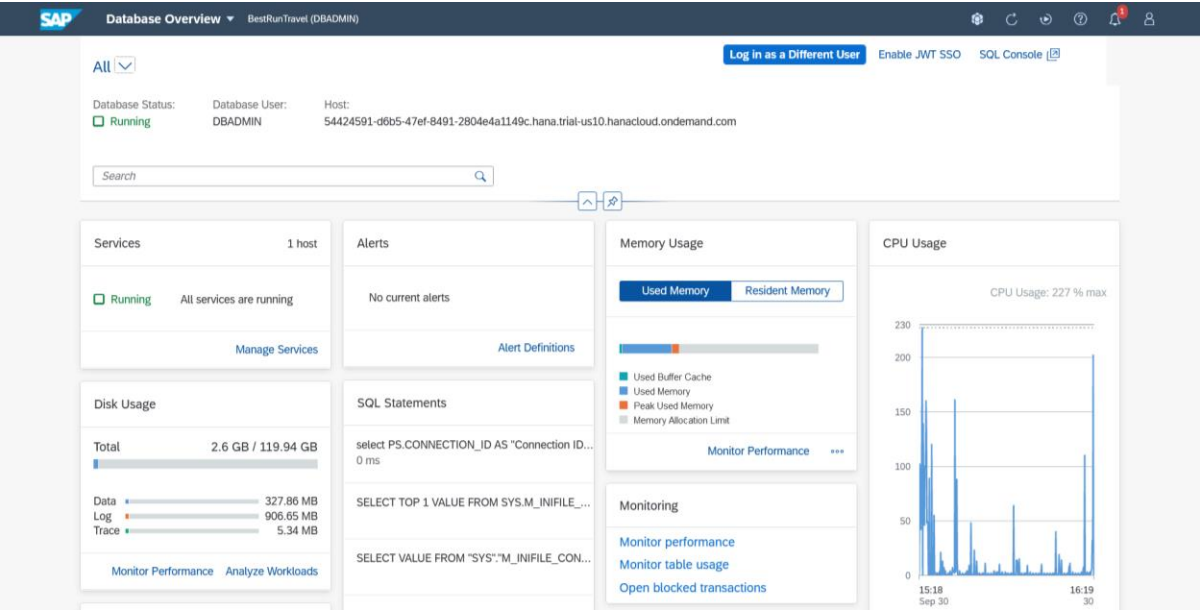 SAP Database Overview BestRunTravel (DBADMIN) 1
All
Log in as a Different User Enable JWT SSO SQL Console
Database Status: Database User: Host:
Running DBADMIN 54424591-d6b5-47ef-8491-2804e4a1149c.hana.trial-us10.hanacloud.ondemand.com
Search
Services 1 host
Running All services are running
Manage Services
Disk Usage
Total 2.6 GB / 119.94 GB
Data 327.86 MB
Log 906.65 MB
Trace 5.34 MB
Monitor Performance Analyze Workloads
Alerts
No current alerts
Alert Definitions
SQL Statements
select PS.CONNECTION_ID AS "Connection ID...
0 ms
SELECT TOP 1 VALUE FROM SYS.M_INIFILE_...
SELECT VALUE FROM "SYS"."M_INIFILE_CON...
Memory Usage
Used Memory Resident Memory
Used Buffer Cache
Used Memory
Peak Used Memory
Memory Allocation Limit
Monitor Performance
Monitoring
Monitor performance
Monitor table usage
Open blocked transactions
CPU Usage
CPU Usage: 227 % max
230
200
150
100
50
0
15:18 16:19
Sep 30 30